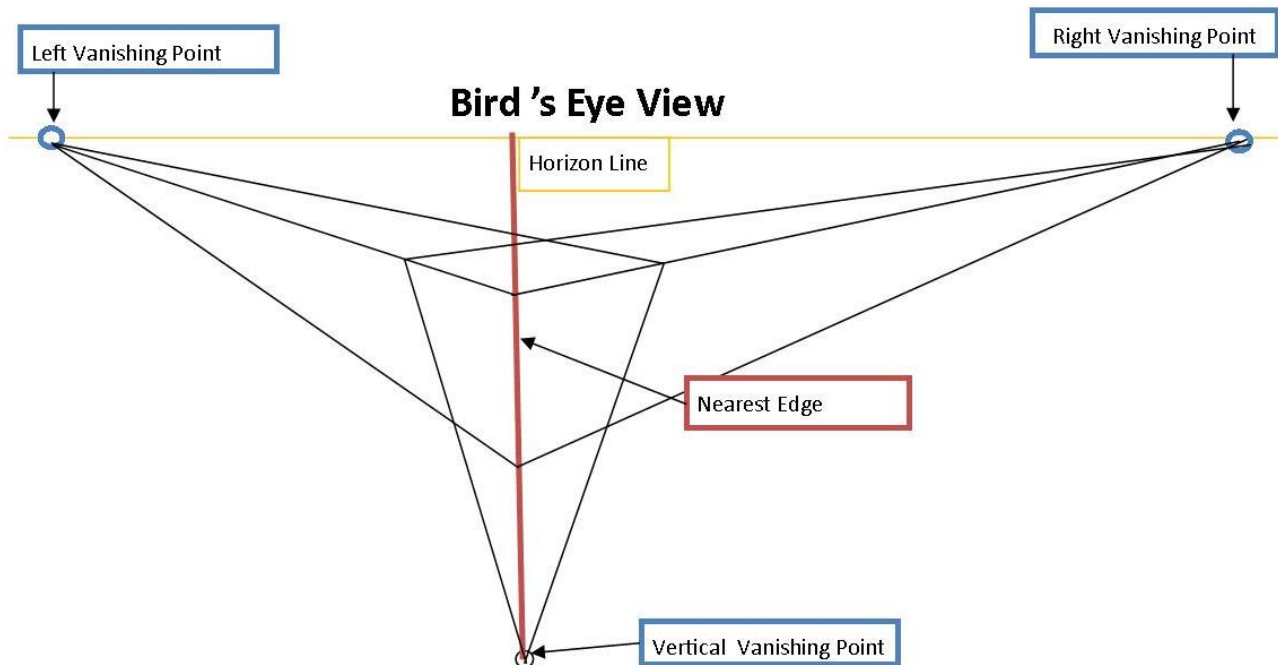 Left Vanishing Point
Right Vanishing Point
Bird 's Eye View
Horizon Line
Nearest Edge
Vertical Vanishing Point